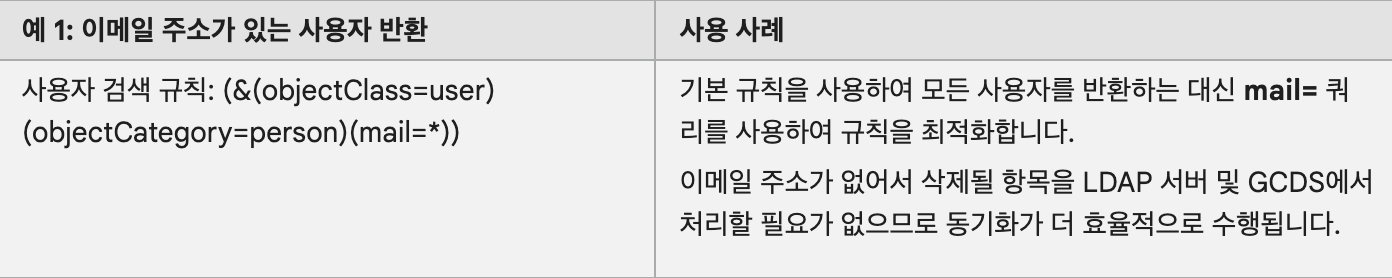 예 1: 이메일 주소가 있는 사용자 반환
사용 사례
사용자 검색 규칙: (&(objectClass=user)
(objectCategory=person)(mail=*))
기본 규칙을 사용하여 모든 사용자를 반환하는 대신 mail= 쿼
리를 사용하여 규칙을 최적화합니다.
이메일 주소가 없어서 삭제될 항목을 LDAP 서버 및 GCDS에서
처리할 필요가 없으므로 동기화가 더 효율적으로 수행됩니다.